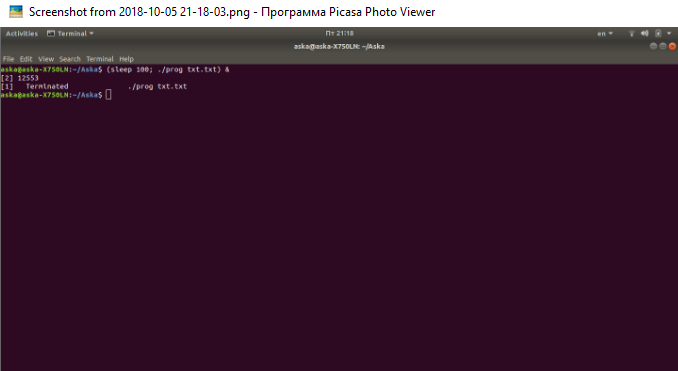 Screenshot from 2018-10-05 21-18-03.png - Программа Picasa Photo Viewer
Activities Terminal Пт 21:18 en
aska@aska-X750LN: ~/Aska
File Edit View Search Terminal Help
aska@aska-X750LN:~/Aska$ (sleep 100; ./prog txt.txt) &
[2] 12553
[1] Terminated ./prog txt.txt
aska@aska-X750LN:~/Aska$